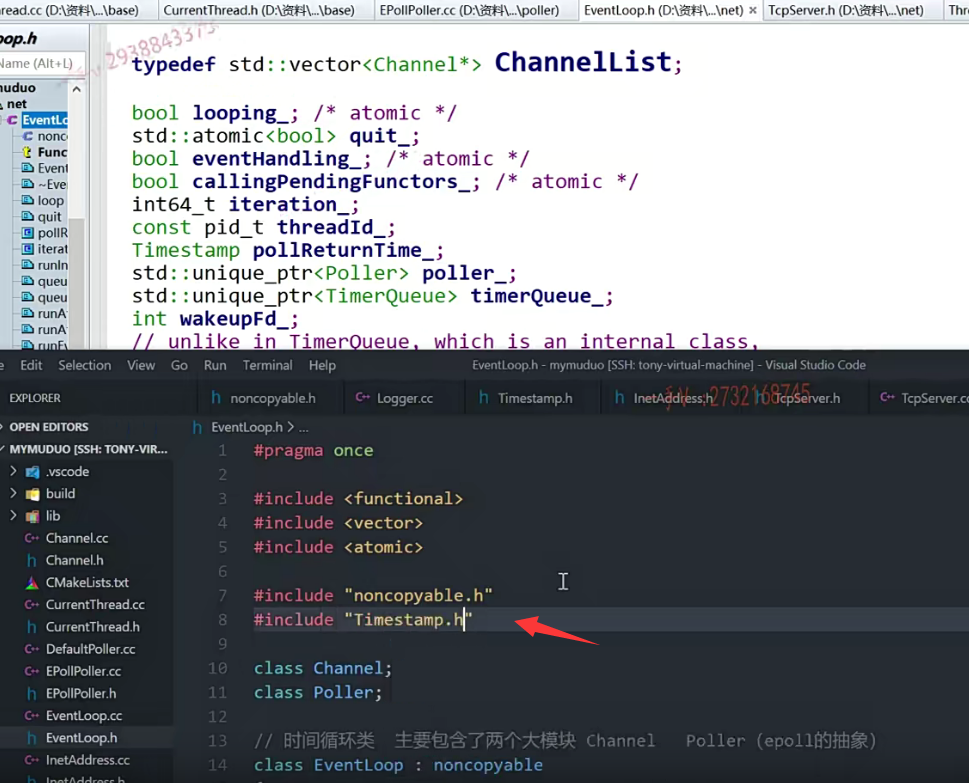 read.cc (D:\资料\...\base)
CurrentThread.h (D:\资料\...\base)
EPollPoller.cc (D:\资料\...\poller)
EventLoop.h (D:\资料\...\net) ×
TcpServer.h (D:\资料\...\net)
Thr
oop.h
Name (Alt+L)
muduo
net
EventLo
nonc
Func
Event
~Eve
loop
quit
pollR
iterat
runIn
queu
queu
runA
runA
runEv
2938843373
typedef std::vector<Channel*> ChannelList;
bool looping_; /* atomic */
std::atomic<bool> quit_;
bool eventHandling_; /* atomic */
bool callingPendingFunctors_; /* atomic */
int64_t iteration_;
const pid_t threadId_;
Timestamp pollReturnTime_;
std::unique_ptr<Poller> poller_;
std::unique_ptr<TimerQueue> timerQueue_;
int wakeupFd_;
// unlike in TimerQueue, which is an internal class,
e Edit Selection View Go Run Terminal Help
EventLoop.h - mymuduo [SSH: tony-virtual-machine] - Visual Studio Code
EXPLORER
noncopyable.h
Logger.cc
Timestamp.h
InetAddress.h
TcpServer.h
TcpServer.cc
2732168745
OPEN EDITORS
MYMUDUO [SSH: TONY-VIR...
.vscode
build
lib
Channel.cc
Channel.h
CMakeLists.txt
CurrentThread.cc
CurrentThread.h
DefaultPoller.cc
EPollPoller.cc
EPollPoller.h
EventLoop.cc
EventLoop.h
InetAddress.cc
InetAddress.h
EventLoop.h > ...
1 #pragma once
2
3 #include <functional>
4 #include <vector>
5 #include <atomic>
6
7 #include "noncopyable.h"
8 #include "Timestamp.h"
9
10 class Channel;
11 class Poller;
12
13 // 时间循环类 主要包含了两个大模块 Channel Poller (epoll的抽象)
14 class EventLoop : noncopyable